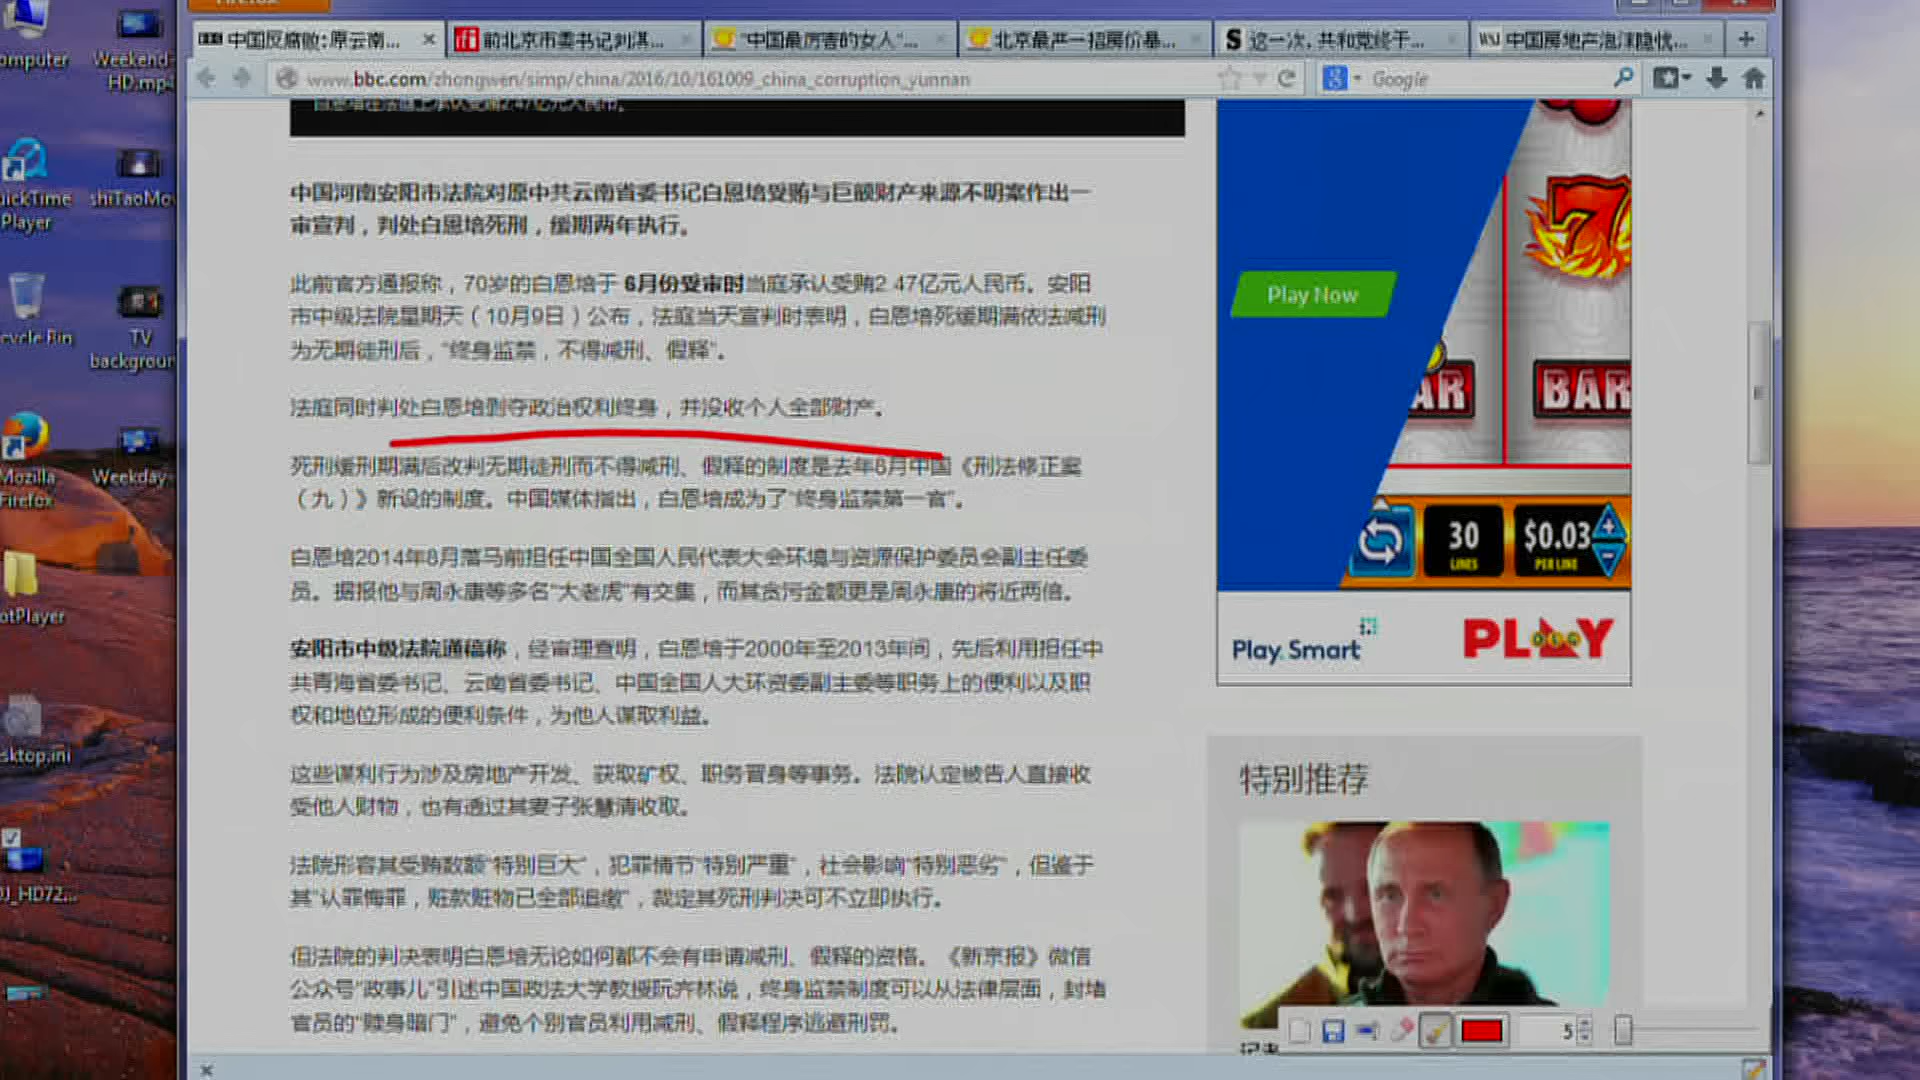 Firefox
中国反腐败:原云南...
前北京市委书记刘淇...
"中国最厉害的女人"...
北京最严一招房价暴...
这一次，共和党终于...
中国房地产泡沫隐忧...
www.bbc.com/zhongwen/simp/china/2016/10/161009_china_corruption_yunnan
Google
白恩培在法庭上承认受贿2.47亿元人民币。
中国河南安阳市法院对原中共云南省委书记白恩培受贿与巨额财产来源不明案作出一
审宣判，判处白恩培死刑，缓期两年执行。
此前官方通报称，70岁的白恩培于 6月份受审时当庭承认受贿2.47亿元人民币。安阳
市中级法院星期天（10月9日）公布，法庭当天宣判时表明，白恩培死缓期满依法减刑
为无期徒刑后，“终身监禁，不得减刑、假释”。
法庭同时判处白恩培剥夺政治权利终身，并没收个人全部财产。
死刑缓刑期满后改判无期徒刑而不得减刑、假释的制度是去年8月中国《刑法修正案
（九）》新设的制度。中国媒体指出，白恩培成为了“终身监禁第一官”。
白恩培2014年8月落马前担任中国全国人民代表大会环境与资源保护委员会副主任委
员。据报他与周永康等多名“大老虎”有交集，而其贪污金额更是周永康的将近两倍。
安阳市中级法院通稿称，经审理查明，白恩培于2000年至2013年间，先后利用担任中
共青海省委书记、云南省委书记、中国全国人大环资委副主委等职务上的便利以及职
权和地位形成的便利条件，为他人谋取利益。
这些谋利行为涉及房地产开发、获取矿权、职务晋身等事务。法院认定被告人直接收
受他人财物，也有透过其妻子张慧清收取。
法院形容其受贿数额“特别巨大”，犯罪情节“特别严重”，社会影响“特别恶劣”，但鉴于
其“认罪悔罪，赃款赃物已全部追缴”，裁定其死刑判决可不立即执行。
但法院的判决表明白恩培无论如何都不会有申请减刑、假释的资格。《新京报》微信
公众号“政事儿”引述中国政法大学教授阮齐林说，终身监禁制度可以从法律层面，封堵
官员的“赎身暗门”，避免个别官员利用减刑、假释程序逃避刑罚。
Play Now
7
BAR
BAR
30
LINES
$0.03
PER LINE
Play Smart
PLAY
OLG
特别推荐
5
omputer
Weekend-
HD.mp4
uickTime
Player
shiTaoMov
ecycle Bin
TV
backgroun
Mozilla
Firefox
Weekday-
otPlayer
sktop.ini
DJ_HD72...